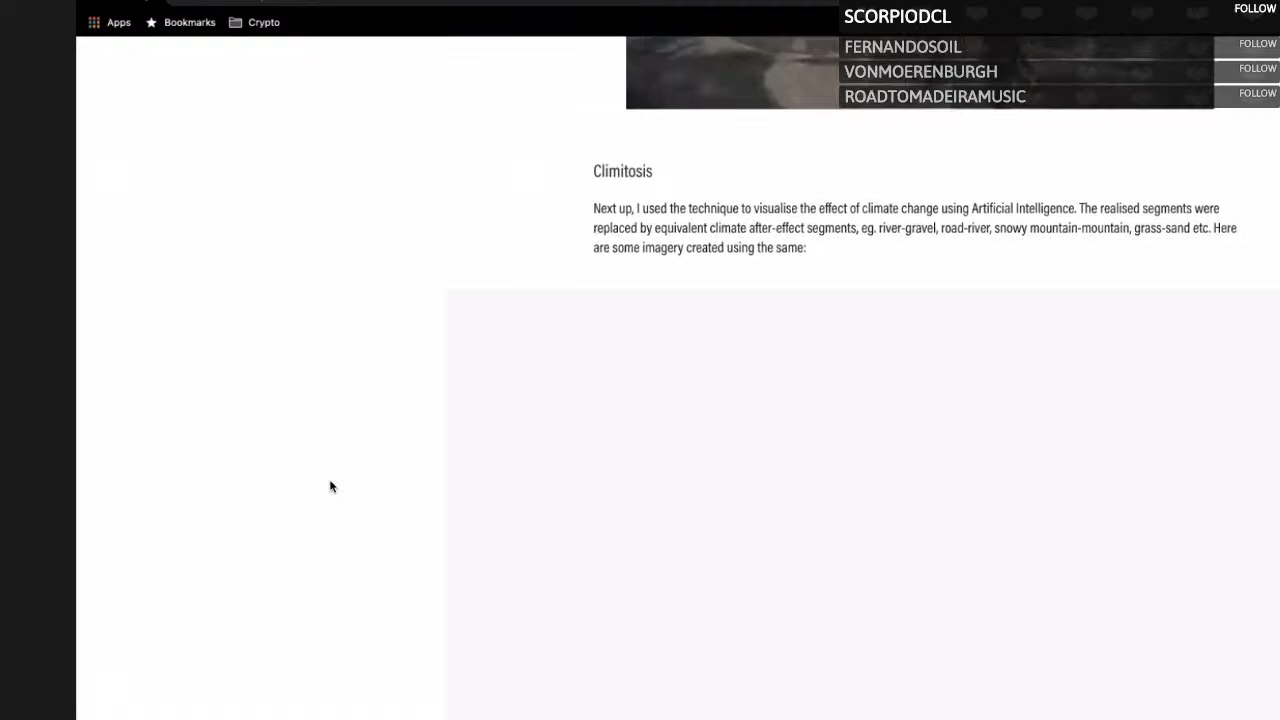 Apps Bookmarks Crypto
SCORPIODCL FOLLOW
FERNANDOSOIL FOLLOW
VONMOERENBURGH FOLLOW
ROADTOMADEIRAMUSIC FOLLOW
Climitosis
Next up, I used the technique to visualise the effect of climate change using Artificial Intelligence. The realised segments were
replaced by equivalent climate after-effect segments, eg. river-gravel, road-river, snowy mountain-mountain, grass-sand etc. Here
are some imagery created using the same: